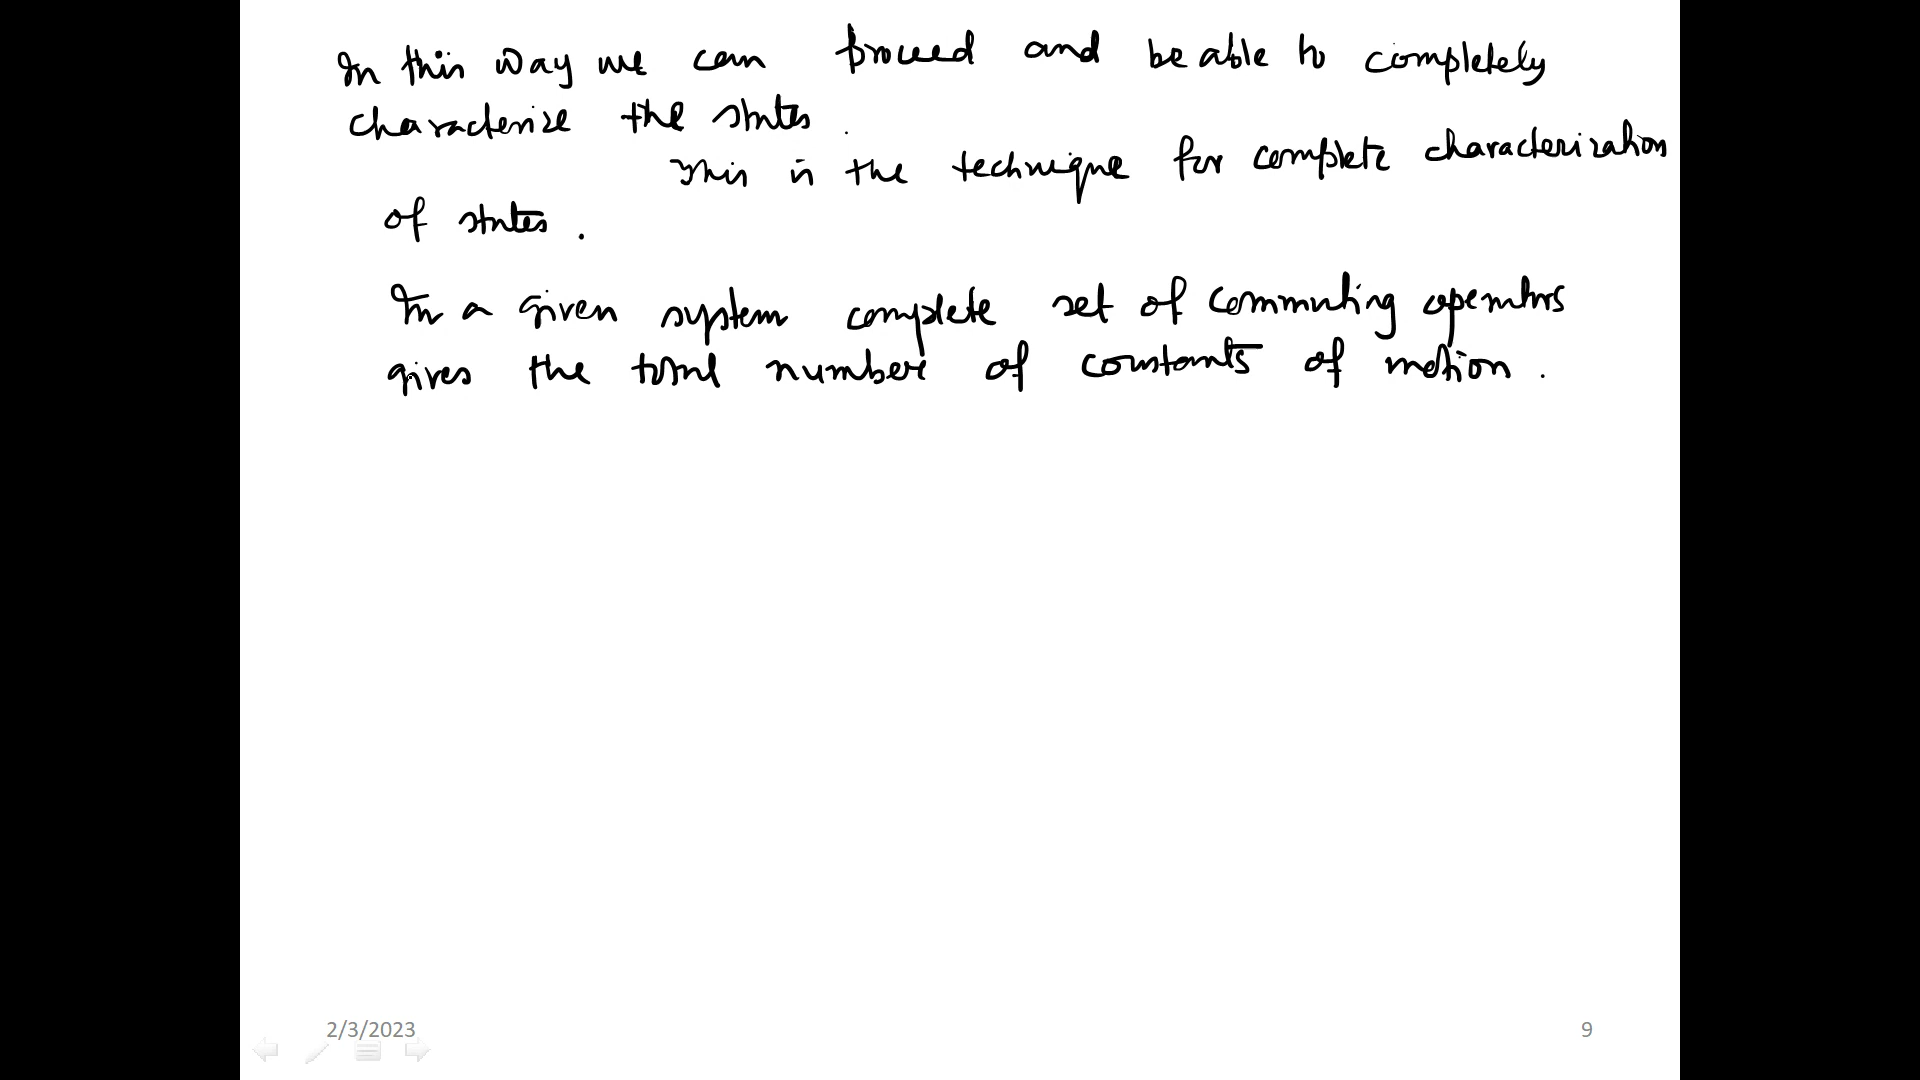 In this way we can proceed and be able to completely
characterize the states.
This is the technique for complete characterization
of states.
In a given system complete set of commuting operators
gives the total number of constants of motion.
2/3/2023
9